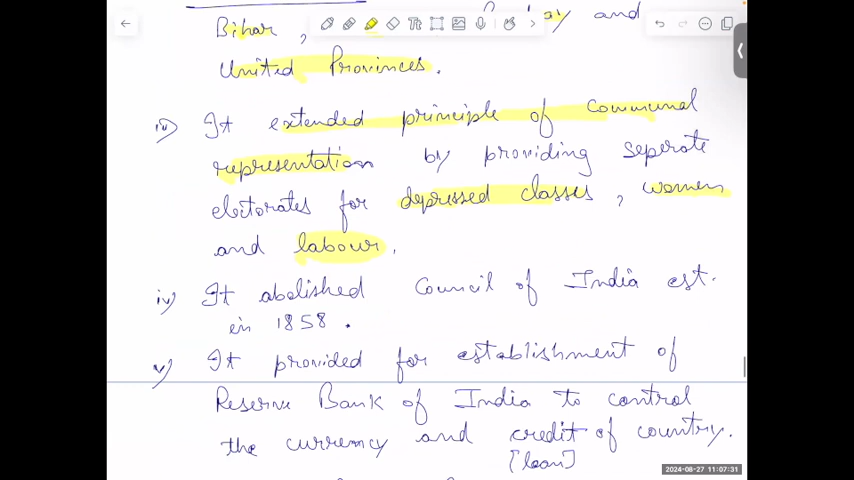 Bihar, and
United Provinces.
iv) It extended principle of communal
representation by providing seperate
electorates for depressed classes, women
and labour.
iv) It abolished Council of India est.
in 1858.
v) It provided for establishment of
Reserve Bank of India to control
the currency and credit of country.
[loan]
2024-08-27 11:07:31